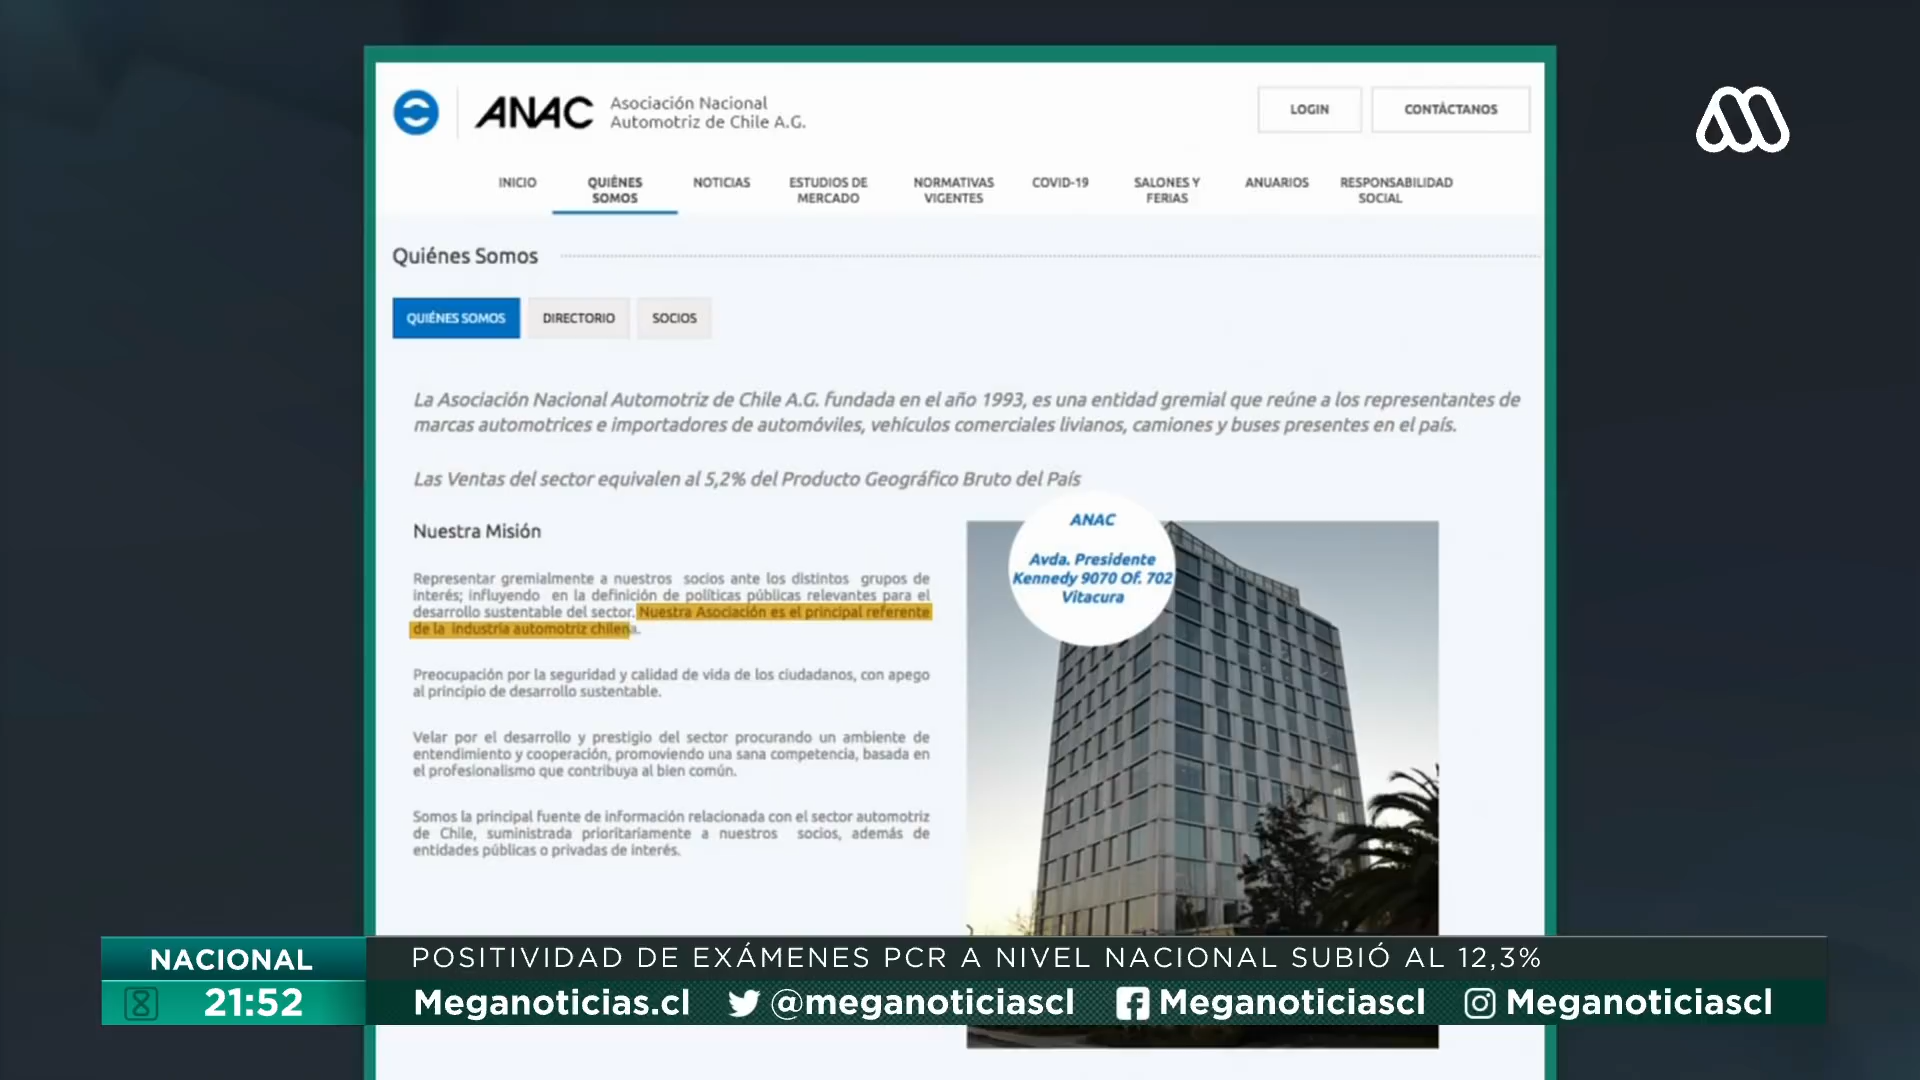 ANAC
Asociación Nacional
Automotriz de Chile A.G.
LOGIN
CONTÁCTANOS
INICIO
QUIÉNES
SOMOS
NOTICIAS
ESTUDIOS DE
MERCADO
NORMATIVAS
VIGENTES
COVID-19
SALONES Y
FERIAS
ANUARIOS
RESPONSABILIDAD
SOCIAL
Quiénes Somos
QUIÉNES SOMOS
DIRECTORIO
SOCIOS
La Asociación Nacional Automotriz de Chile A.G. fundada en el año 1993, es una entidad gremial que reúne a los representantes de
marcas automotrices e importadores de automóviles, vehículos comerciales livianos, camiones y buses presentes en el país.
Las Ventas del sector equivalen al 5,2% del Producto Geográfico Bruto del País
Nuestra Misión
Representar gremialmente a nuestros socios ante los distintos grupos de
interés; influyendo en la definición de políticas públicas relevantes para el
desarrollo sustentable del sector. Nuestra Asociación es el principal referente
de la industria automotriz chilena.
Preocupación por la seguridad y calidad de vida de los ciudadanos, con apego
al principio de desarrollo sustentable.
Velar por el desarrollo y prestigio del sector procurando un ambiente de
entendimiento y cooperación, promoviendo una sana competencia, basada en
el profesionalismo que contribuya al bien común.
Somos la principal fuente de información relacionada con el sector automotriz
de Chile, suministrada prioritariamente a nuestros socios, además de
entidades públicas o privadas de interés.
ANAC
Avda. Presidente
Kennedy 9070 Of. 702
Vitacura
NACIONAL
POSITIVIDAD DE EXÁMENES PCR A NIVEL NACIONAL SUBIÓ AL 12,3%
21:52
Meganoticias.cl @meganoticiascl Meganoticiascl Meganoticiascl